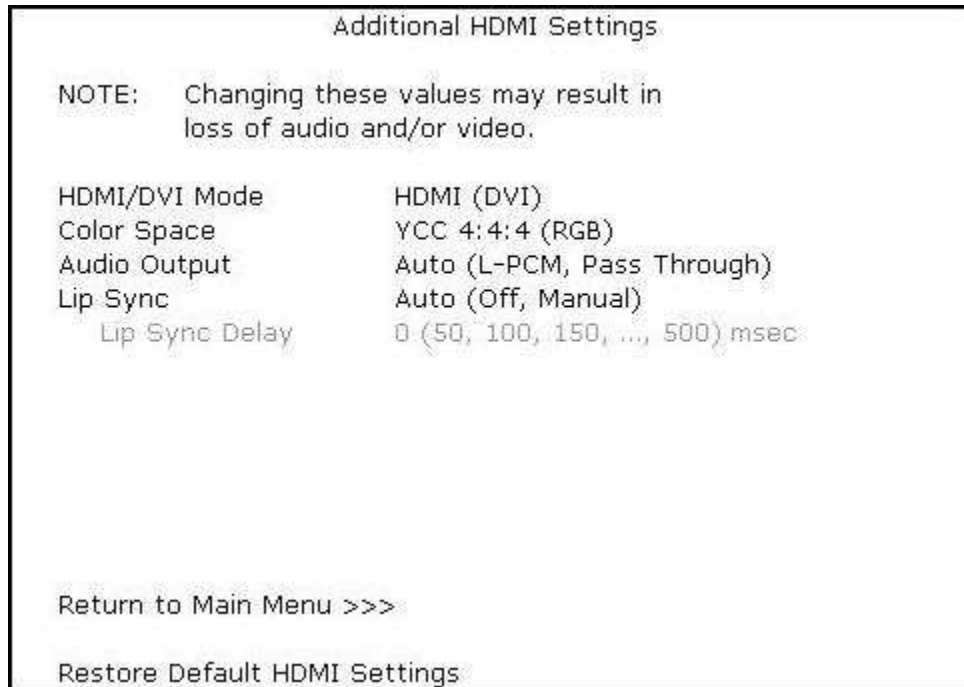 Additional HDMI Settings
NOTE: Changing these values may result in
loss of audio and/or video.
HDMI/DVI Mode HDMI (DVI)
Color Space YCC 4:4:4 (RGB)
Audio Output Auto (L-PCM, Pass Through)
Lip Sync Auto (Off, Manual)
Lip Sync Delay 0 (50, 100, 150, ..., 500) msec
Return to Main Menu >>>
Restore Default HDMI Settings